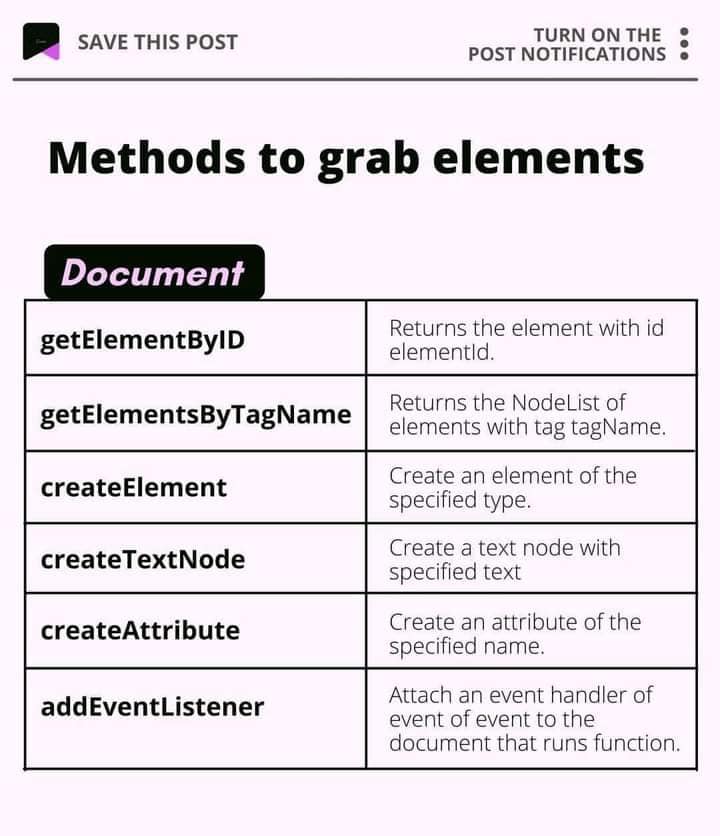 SAVE THIS POST
TURN ON THE
POST NOTIFICATIONS
Methods to grab elements
Document
getElementByID
Returns the element with id
elementId.
getElementsByTagName
Returns the NodeList of
elements with tag tagName.
createElement
Create an element of the
specified type.
createTextNode
Create a text node with
specified text
createAttribute
Create an attribute of the
specified name.
addEventListener
Attach an event handler of
event of event to the
document that runs function.